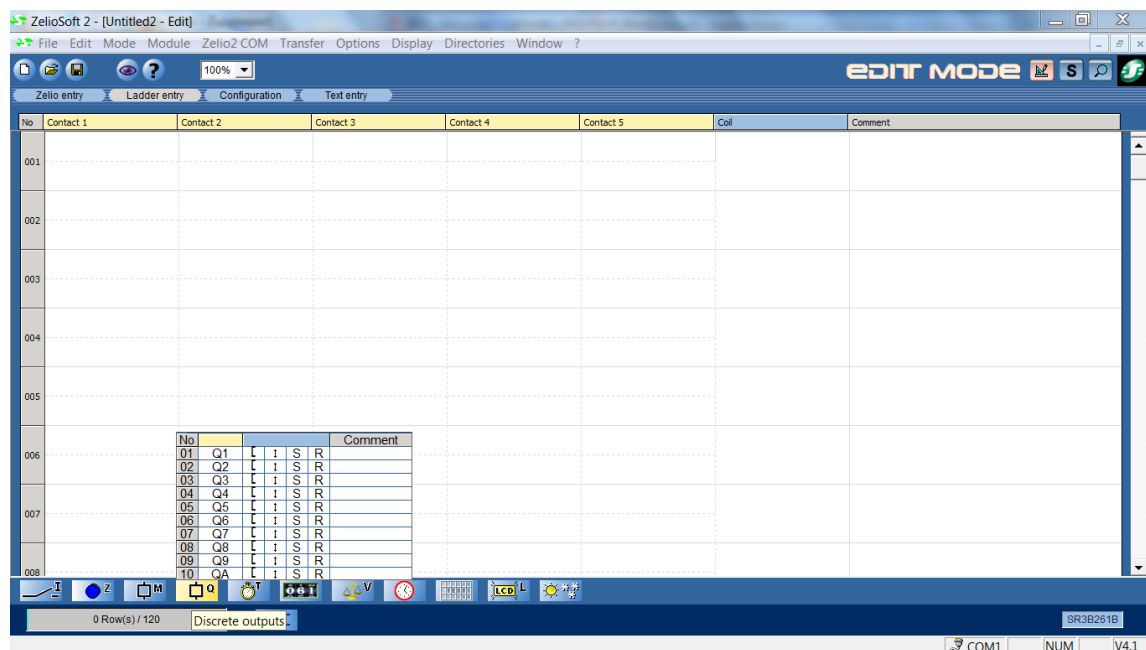 ZelioSoft 2 - [Untitled2 - Edit]
File Edit Mode Module Zelio2 COM Transfer Options Display Directories Window ?
100% EDIT MODE S
Zelio entry Ladder entry Configuration Text entry
No Contact 1 Contact 2 Contact 3 Contact 4 Contact 5 Coil Comment
001
002
003
004
005
No Comment
01 Q1 [ S R
006
02 Q2 [ S R
03 Q3 [ S R
04 Q4 [ S R
05 Q5 [ S R
007
06 Q6 [ S R
07 Q7 [ S R
08 Q8 [ S R
09 Q9 [ S R
008
10 QA [ S R
I Z M Q T 061 V LCD L
0 Row(s) / 120 Discrete outputs SR3B261B
COM1 NUM V4.1